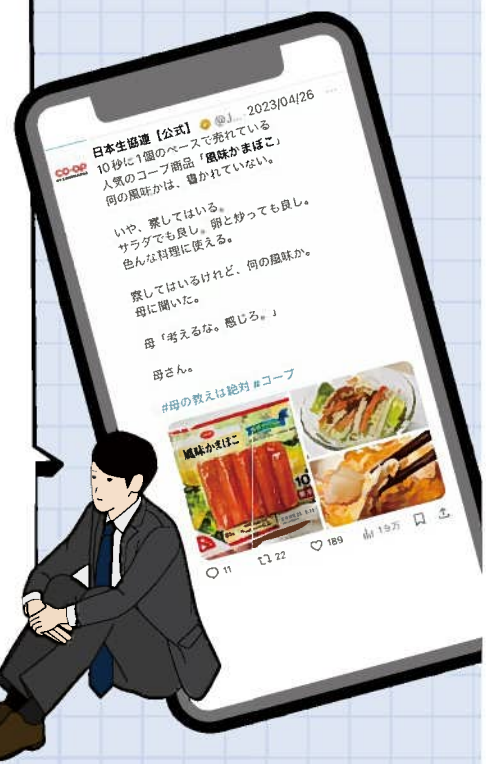 日本生協連【公式】 @J... 2023/04/26 ...
CO・OP
10秒に1個のペースで売れている
人気のコープ商品「風味かまぼこ」
何の風味かは、書かれていない。
いや、察してはいる。
サラダでも良し。卵と炒っても良し。
色んな料理に使える。
察してはいるけれど、何の風味か。
母に聞いた。
母「考えるな。感じろ。」
母さん。
#母の教えは絶対 #コープ
風味かまぼこ
10
11 22 189 19万